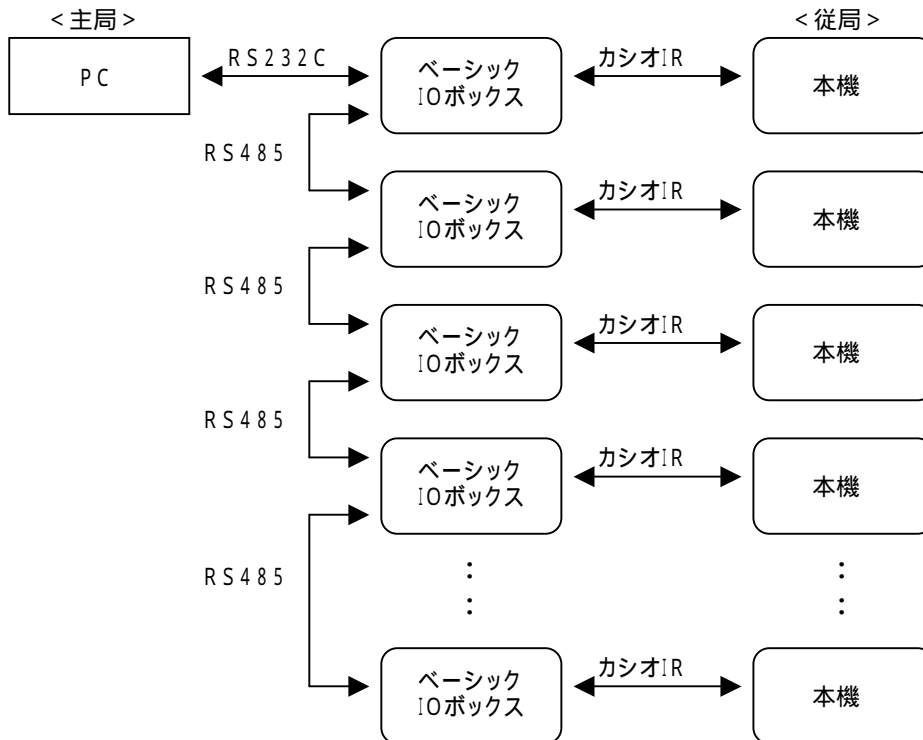 ＜主局＞
＜従局＞
PC
RS232C
ベーシック
IOボックス
カシオIR
本機
RS485
ベーシック
IOボックス
カシオIR
本機
RS485
ベーシック
IOボックス
カシオIR
本機
RS485
ベーシック
IOボックス
カシオIR
本機
RS485
：
：
：
：
ベーシック
IOボックス
カシオIR
本機